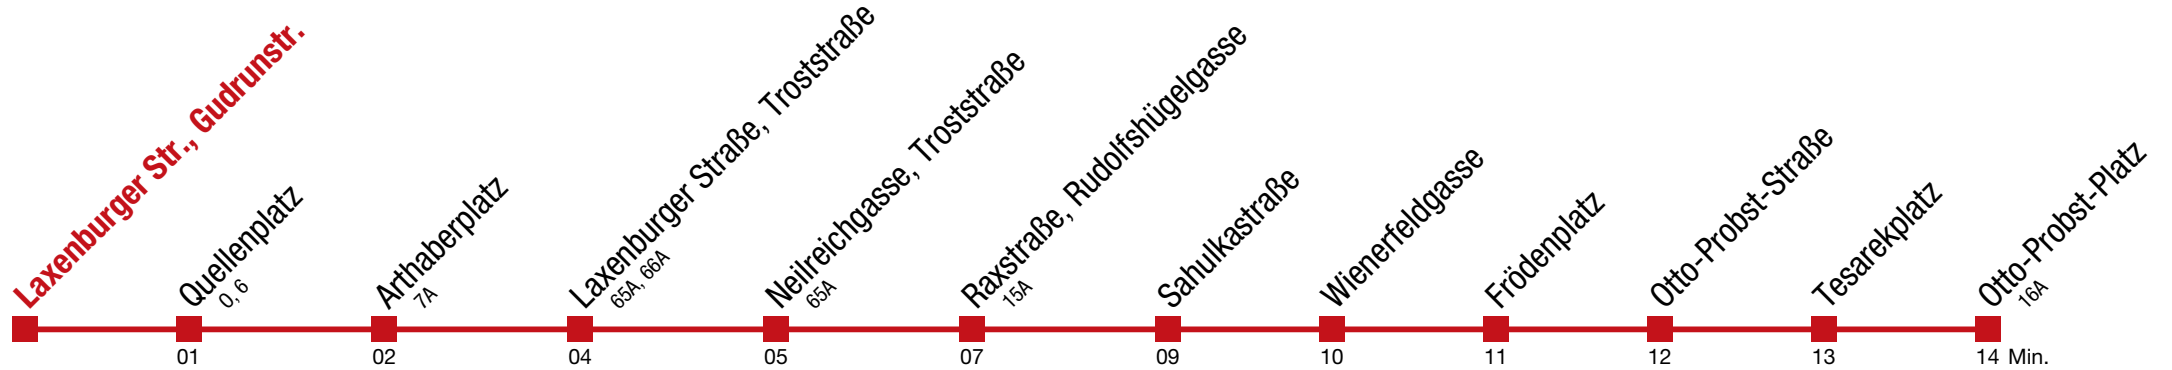 Laxenburger Str., Gudrunstr.
Quellenplatz
O, 6
Arthaberplatz
7A
Laxenburger Straße, Troststraße
65A, 66A
Neilreichgasse, Troststraße
65A
Raxstraße, Rudolfshügelgasse
15A
Sahulkastraße
Wienerfeldgasse
Frödenplatz
Otto-Probst-Straße
Tesarekplatz
Otto-Probst-Platz
16A
01 02 04 05 07 09 10 11 12 13 14 Min.